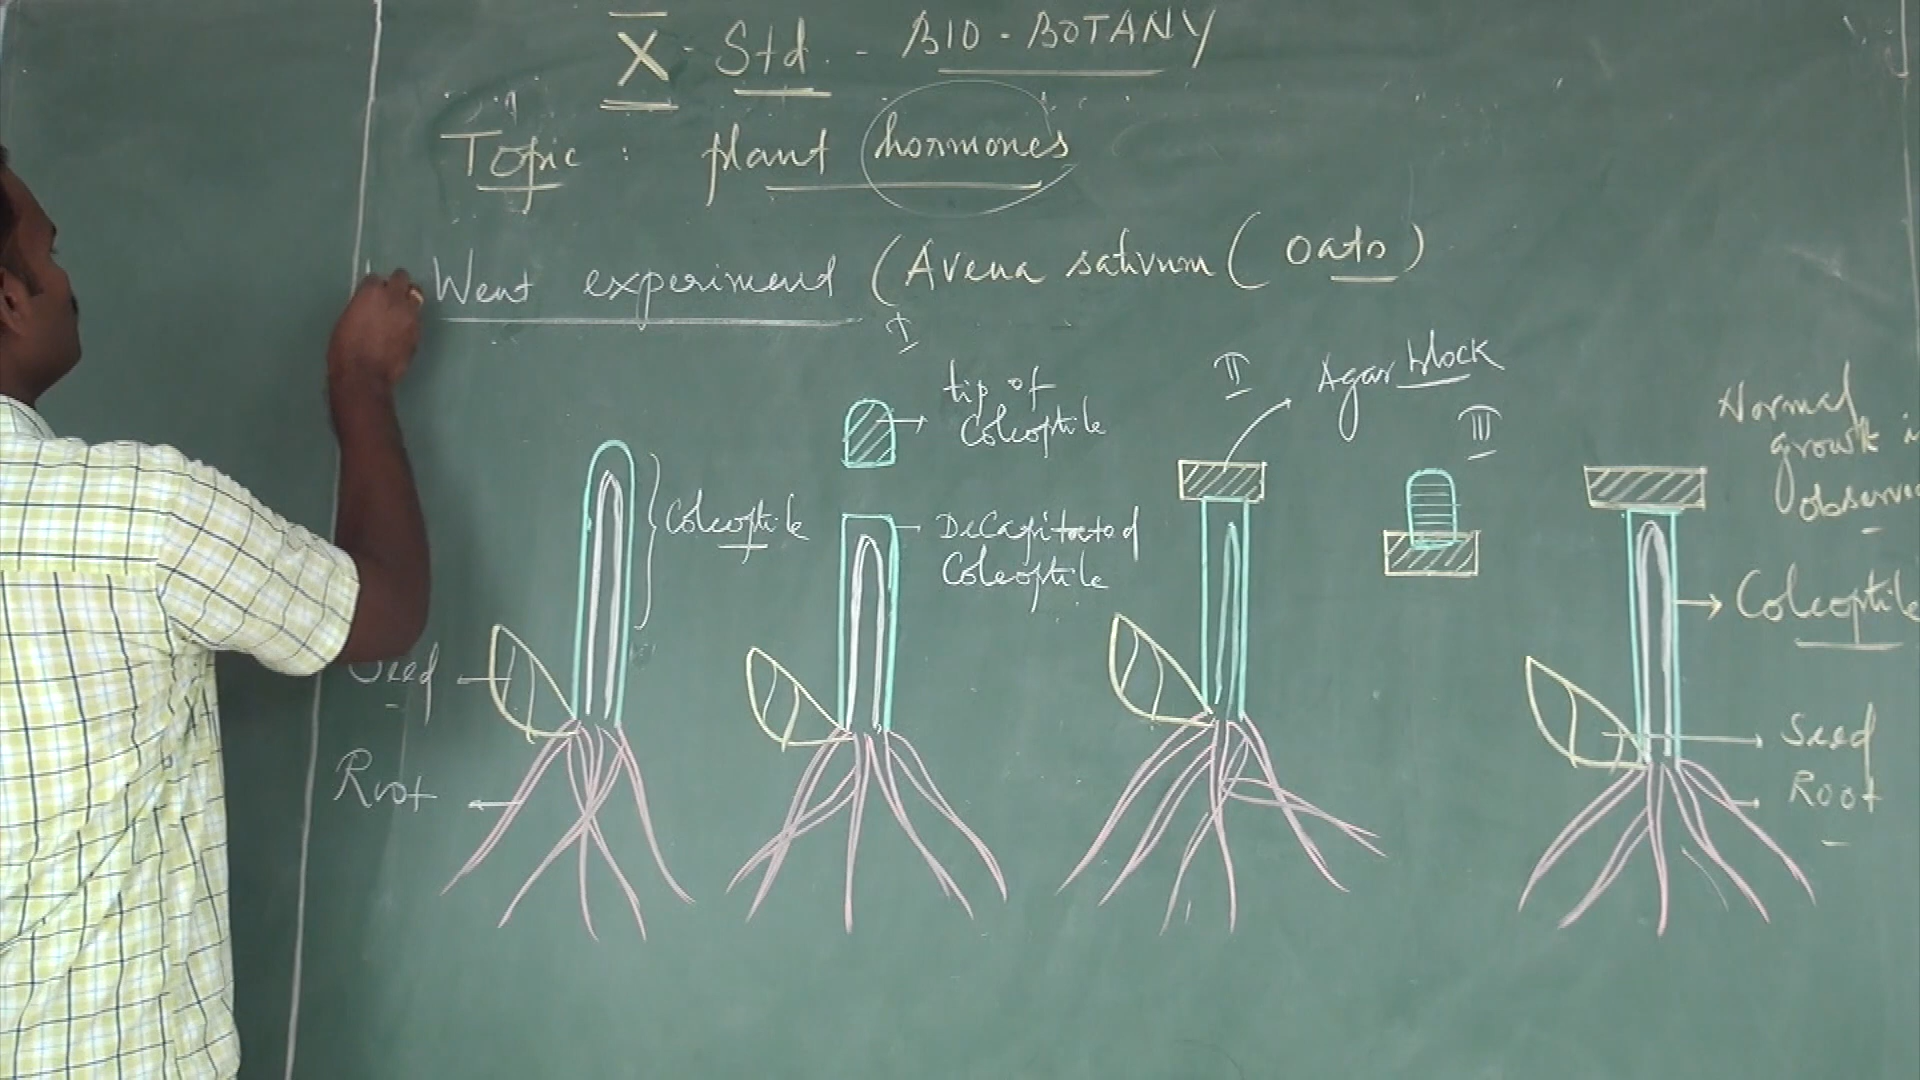 X - Std. - BIO - BOTANY
Topic : plant hormones
Went experiment (Avena sativum ( oats )
I
II
Agar block
III
tip of
Coleoptile
Normal
growth
observed
Coleoptile
Decapitated
Coleoptile
Coleoptile
Seed
Root
Seed
Root